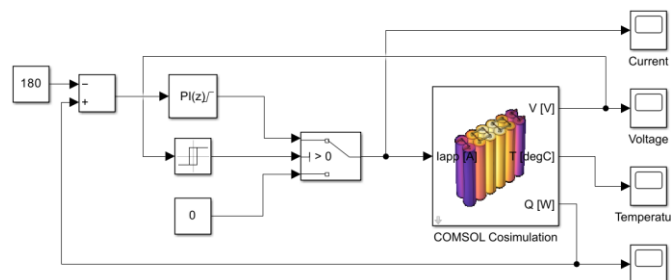 Current
180
−
+
PI(z)
V [V]
Voltage
> 0
Iapp [A]
T [degC]
0
Q [W]
Temperatu
COMSOL Cosimulation